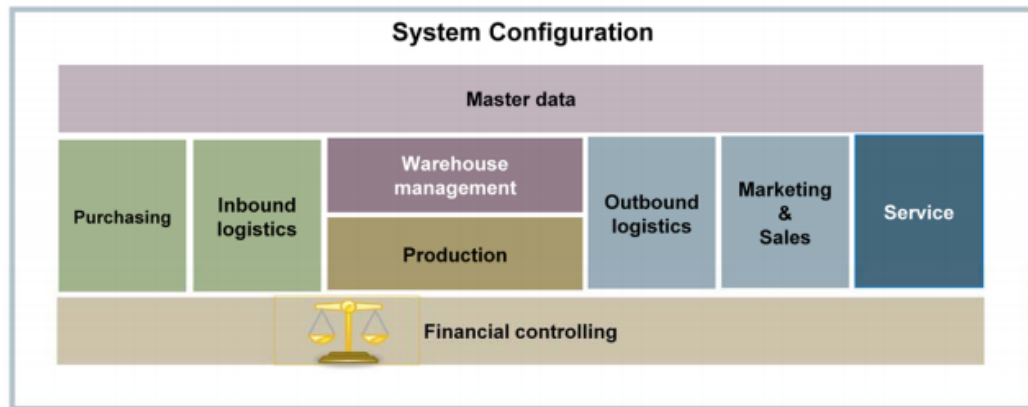 System Configuration
Master data
Purchasing
Inbound
logistics
Warehouse
management
Production
Outbound
logistics
Marketing
&
Sales
Service
Financial controlling